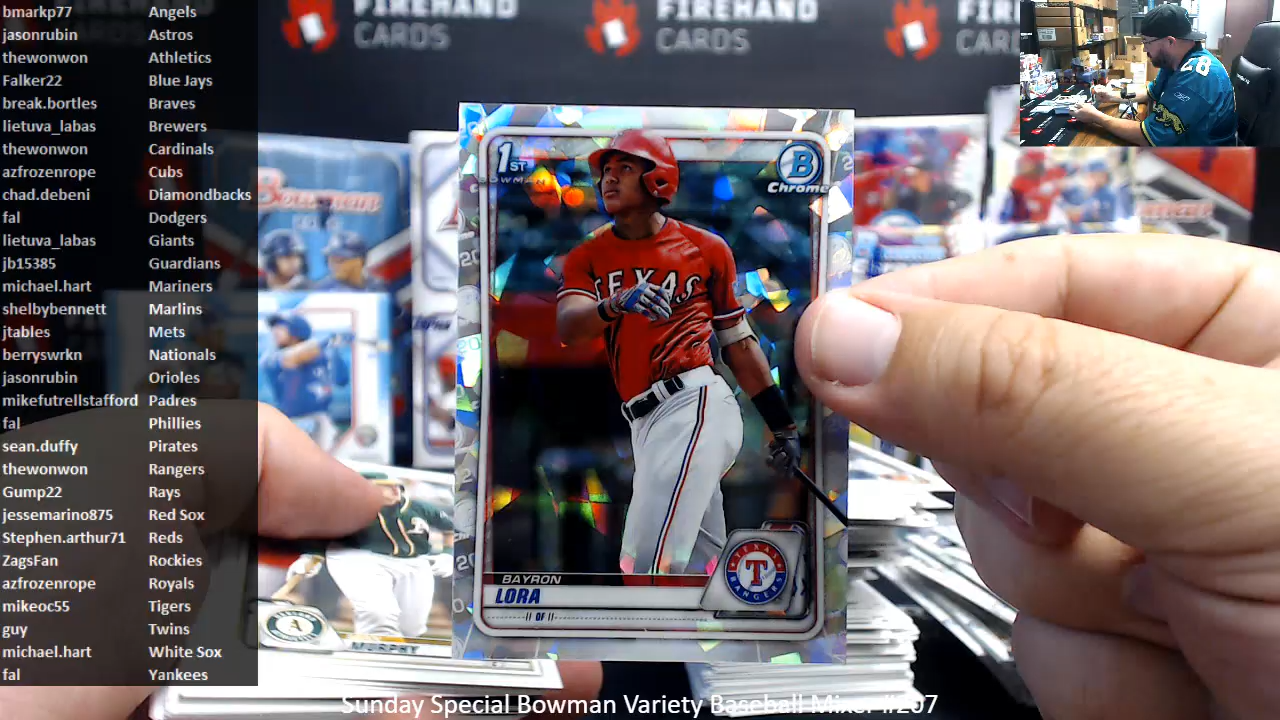 bmarkp77 Angels
jasonrubin Astros
thewonwon Athletics
Falker22 Blue Jays
break.bortles Braves
lietuva_labas Brewers
thewonwon Cardinals
azfrozenrope Cubs
chad.debeni Diamondbacks
fal Dodgers
lietuva_labas Giants
jb15385 Guardians
michael.hart Mariners
shelbybennett Marlins
jtables Mets
berryswrkn Nationals
jasonrubin Orioles
mikefutrellstafford Padres
fal Phillies
sean.duffy Pirates
thewonwon Rangers
Gump22 Rays
jessemarino875 Red Sox
Stephen.arthur71 Reds
ZagsFan Rockies
azfrozenrope Royals
mikeoc55 Tigers
guy Twins
michael.hart White Sox
fal Yankees
FIREHAND
CARDS
FIREHAND
CARDS
FIRE
CARDS
28
Bowman
1ST
BOWMAN
B
Chrome
TEXAS
TEXAS
T
RANGERS
BAYRON
LORA
OF
A
MURPHY
Sunday Special Bowman Variety Baseball Mixer #207